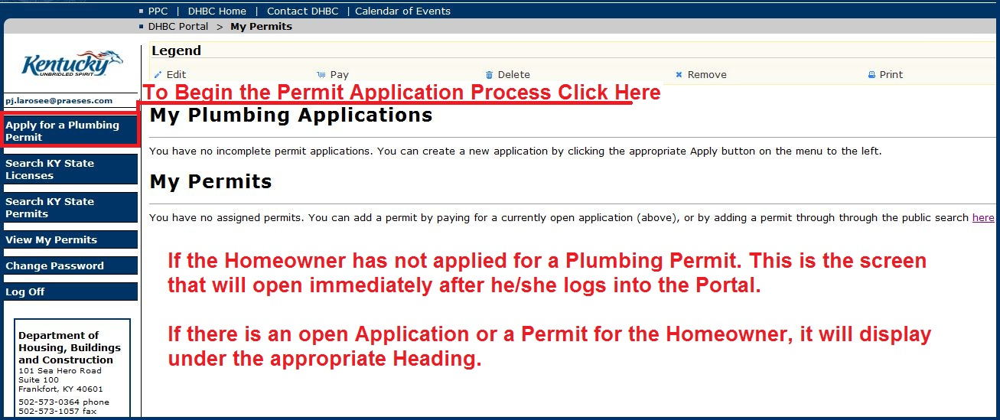 PPC | DHBC Home | Contact DHBC | Calendar of Events
DHBC Portal > My Permits
Kentucky
UNBRIDLED SPIRIT
pj.larosee@praeses.com
Apply for a Plumbing
Permit
Search KY State
Licenses
Search KY State
Permits
View My Permits
Change Password
Log Off
Department of
Housing, Buildings
and Construction
101 Sea Hero Road
Suite 100
Frankfort, KY 40601
502-573-0364 phone
502-573-1057 fax
Legend
Edit Pay Delete Remove Print
To Begin the Permit Application Process Click Here
My Plumbing Applications
You have no incomplete permit applications. You can create a new application by clicking the appropriate Apply button on the menu to the left.
My Permits
You have no assigned permits. You can add a permit by paying for a currently open application (above), or by adding a permit through through the public search here
If the Homeowner has not applied for a Plumbing Permit. This is the screen
that will open immediately after he/she logs into the Portal.
If there is an open Application or a Permit for the Homeowner, it will display
under the appropriate Heading.